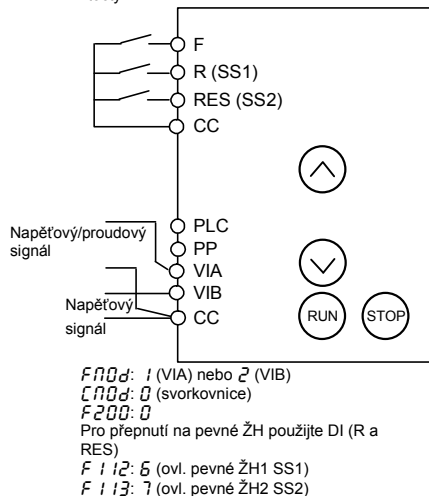 F
R (SS1)
RES (SS2)
CC
PLC
PP
Napěťový/proudový
signál
VIA
VIB
Napěťový
signál
CC
RUN
STOP
FMOd: 1 (VIA) nebo 2 (VIB)
CMOd: 0 (svorkovnice)
F200: 0
Pro přepnutí na pevné ŽH použijte DI (R a
RES)
F112: 6 (ovl. pevné ŽH1 SS1)
F113: 7 (ovl. pevné ŽH2 SS2)